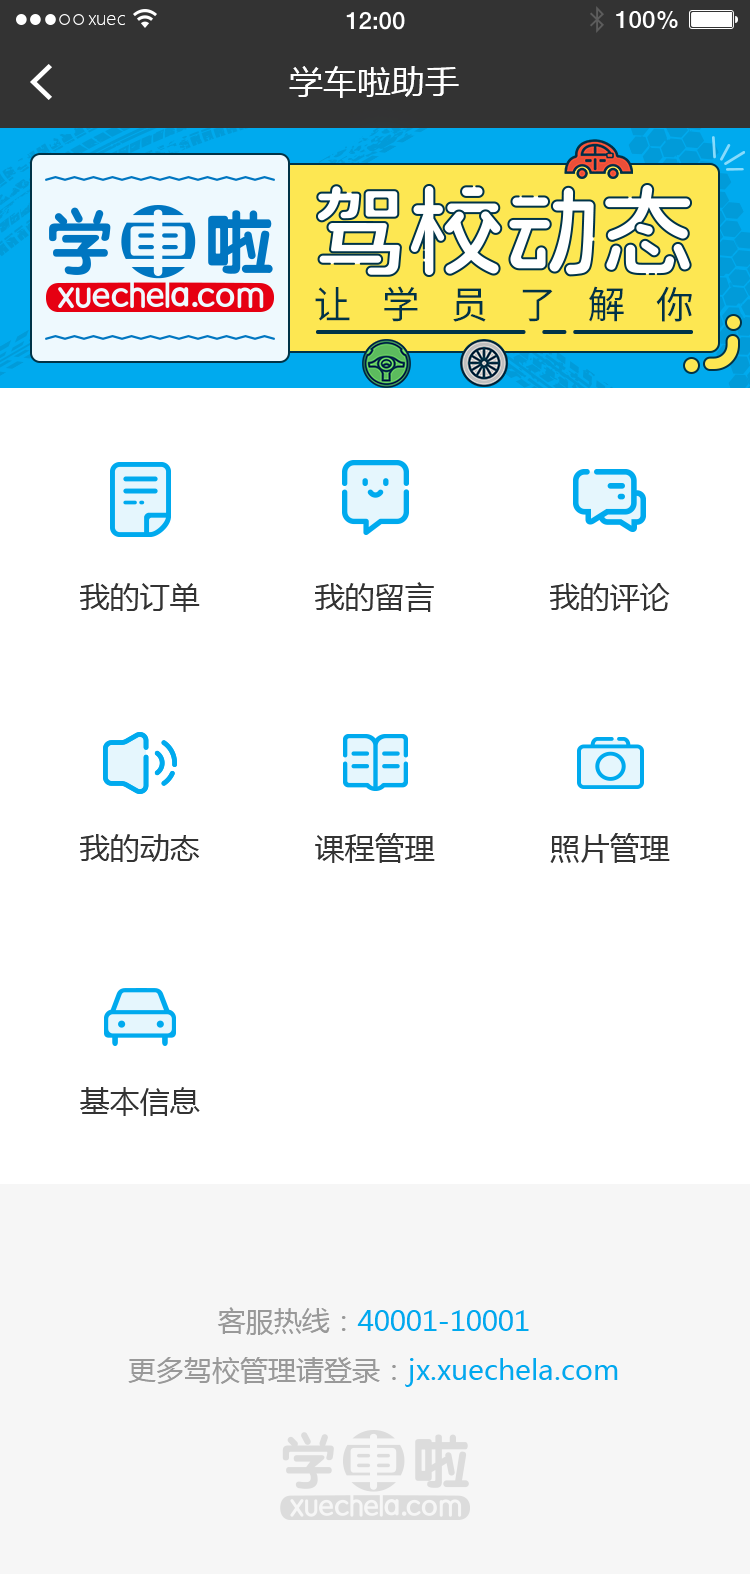 xuec 12:00 100%
学车啦助手
学車啦
xuechela.com
驾校动态
让学员了解你
我的订单 我的留言 我的评论
我的动态 课程管理 照片管理
基本信息
客服热线：40001-10001
更多驾校管理请登录：jx.xuechela.com
学車啦
xuechela.com